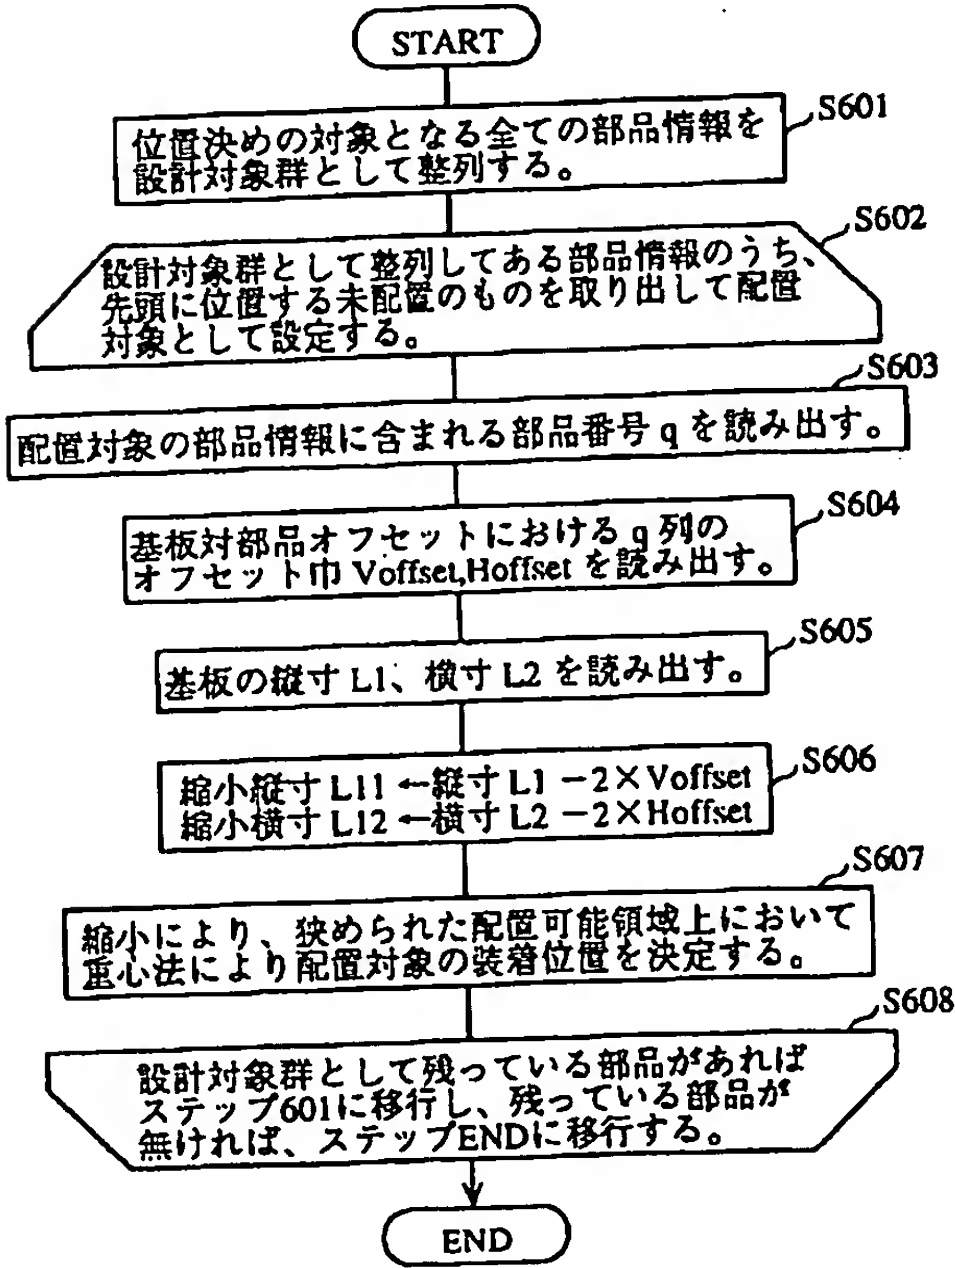 START
S601
位置決めの対象となる全ての部品情報を
設計対象群として整列する。
S602
設計対象群として整列してある部品情報のうち、
先頭に位置する未配置のものを取り出して配置
対象として設定する。
S603
配置対象の部品情報に含まれる部品番号 q を読み出す。
S604
基板対部品オフセットにおける q 列の
オフセット巾 Voffset,Hoffset を読み出す。
S605
基板の縦寸 L1、横寸 L2 を読み出す。
S606
縮小縦寸 L11 ←縦寸 L1 −2×Voffset
縮小横寸 L12 ←横寸 L2 −2×Hoffset
S607
縮小により、狭められた配置可能領域上において
重心法により配置対象の装着位置を決定する。
S608
設計対象群として残っている部品があれば
ステップ601に移行し、残っている部品が
無ければ、ステップENDに移行する。
END